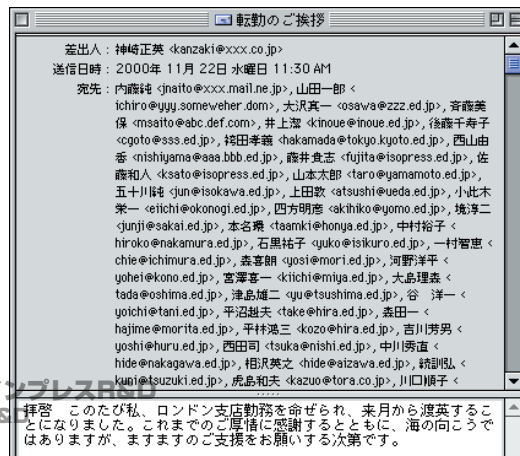 転勤のご挨拶
差出人：神崎正英 <kanzaki@xxx.co.jp>
送信日時：2000年 11月 22日 水曜日 11:30 AM
宛先：内藤純 <jnaito@xxx.mail.ne.jp>, 山田一郎 <
ichiro@yyy.someweher.dom>, 大沢真一 <osawa@zzz.ed.jp>, 斉藤美
保 <msaito@abc.def.com>, 井上潔 <kinoue@inoue.ed.jp>, 後藤千寿子
<cgoto@sss.ed.jp>, 袴田孝義 <hakamada@tokyo.kyoto.ed.jp>, 西山由
香 <nishiyama@aaa.bbb.ed.jp>, 藤井貴志 <fujita@isopress.ed.jp>, 佐
藤和人 <ksato@isopress.ed.jp>, 山本太郎 <taro@yamamoto.ed.jp>,
五十川純 <jun@isokawa.ed.jp>, 上田敦 <atsushi@ueda.ed.jp>, 小此木
栄一 <eiichi@okonogi.ed.jp>, 四方明彦 <akihiko@yomo.ed.jp>, 境淳二
<junji@sakai.ed.jp>, 本名環 <taamki@honya.ed.jp>, 中村裕子 <
hiroko@nakamura.ed.jp>, 石黒祐子 <yuko@isikuro.ed.jp>, 一村智恵 <
chie@ichimura.ed.jp>, 森喜朗 <yosi@mori.ed.jp>, 河野洋平 <
yohei@kono.ed.jp>, 宮澤喜一 <kiichi@miya.ed.jp>, 大島理森 <
tada@oshima.ed.jp>, 津島雄二 <yu@tsushima.ed.jp>, 谷　洋一 <
yoichi@tani.ed.jp>, 平沼赳夫 <take@hira.ed.jp>, 森田一 <
hajime@morita.ed.jp>, 平林鴻三 <kozo@hira.ed.jp>, 吉川芳男 <
yoshi@huru.ed.jp>, 西田司 <tsuka@nishi.ed.jp>, 中川秀直 <
hide@nakagawa.ed.jp>, 相沢英之 <hide@aizawa.ed.jp>, 続訓弘 <
kuni@tsuzuki.ed.jp>, 虎島和夫 <kazuo@tora.co.jp>, 川口順子 <
ンプレスR&D
拝啓　このたび私、ロンドン支店勤務を命ぜられ、来月から渡英するこ
とになりました。これまでのご厚情に感謝するとともに、海の向こうで
はありますが、ますますのご支援をお願いする次第です。